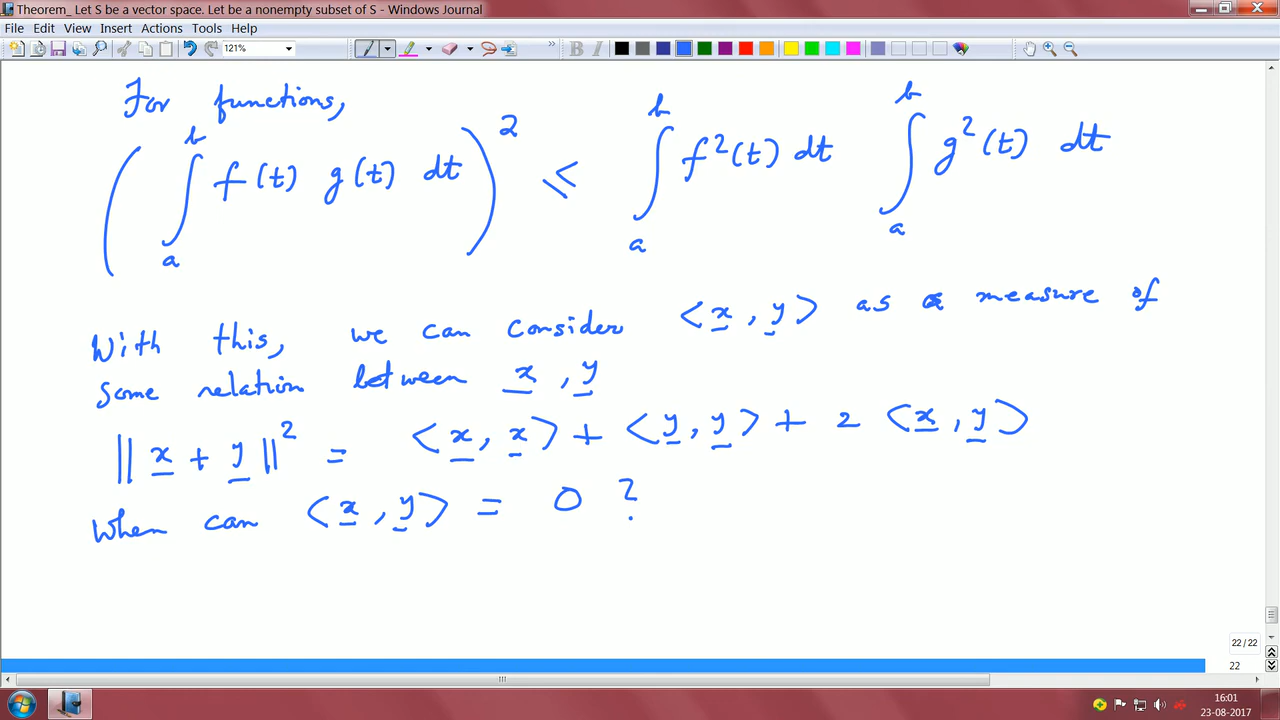 Theorem_ Let S be a vector space. Let be a nonempty subset of S - Windows Journal
File Edit View Insert Actions Tools Help
121%
For functions,
( ∫_a^b f(t) g(t) dt )^2 ≤ ∫_a^b f^2(t) dt ∫_a^b g^2(t) dt
With this, we can consider <x, y> as a measure of
some relation between x, y
||x + y||^2 = <x, x> + <y, y> + 2 <x, y>
When can <x, y> = 0 ?
22 / 22
22
16:01
23-08-2017